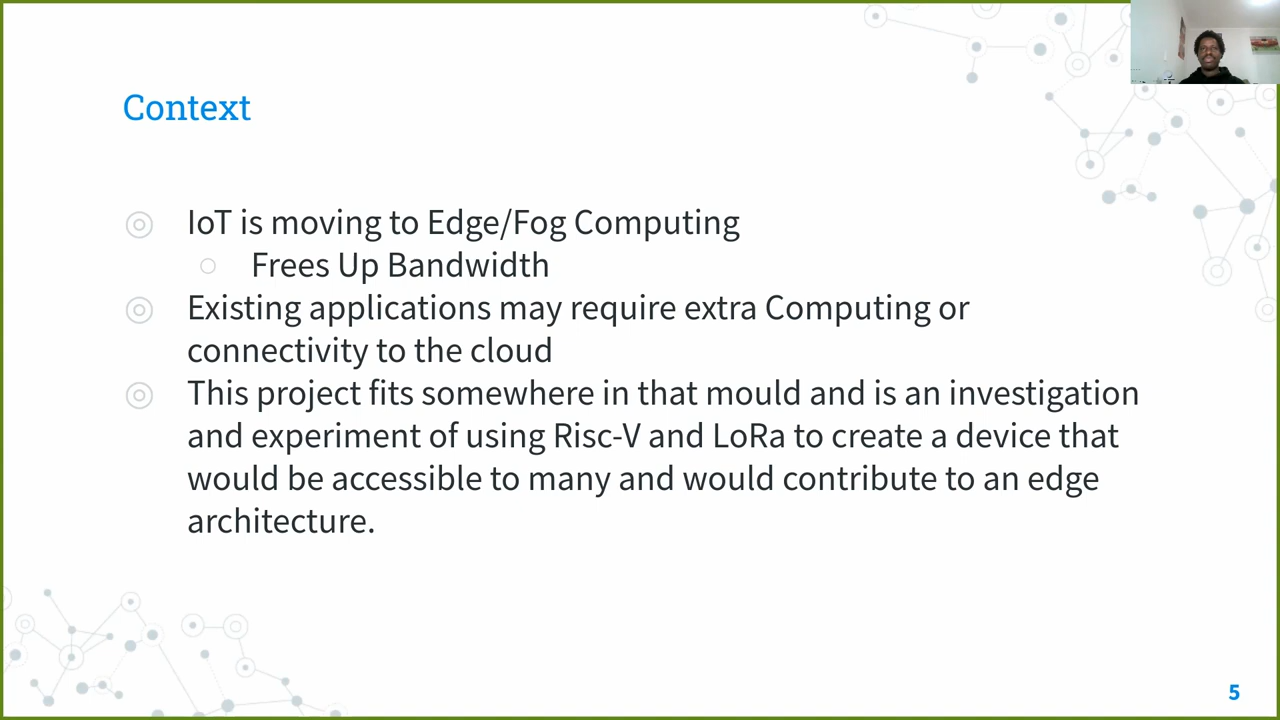 Context
IoT is moving to Edge/Fog Computing
Frees Up Bandwidth
Existing applications may require extra Computing or
connectivity to the cloud
This project fits somewhere in that mould and is an investigation
and experiment of using Risc-V and LoRa to create a device that
would be accessible to many and would contribute to an edge
architecture.
5